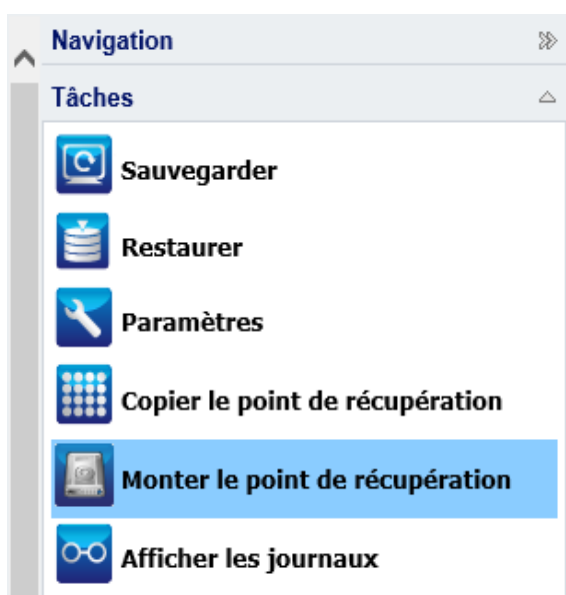 Navigation
Tâches
Sauvegarder
Restaurer
Paramètres
Copier le point de récupération
Monter le point de récupération
Afficher les journaux